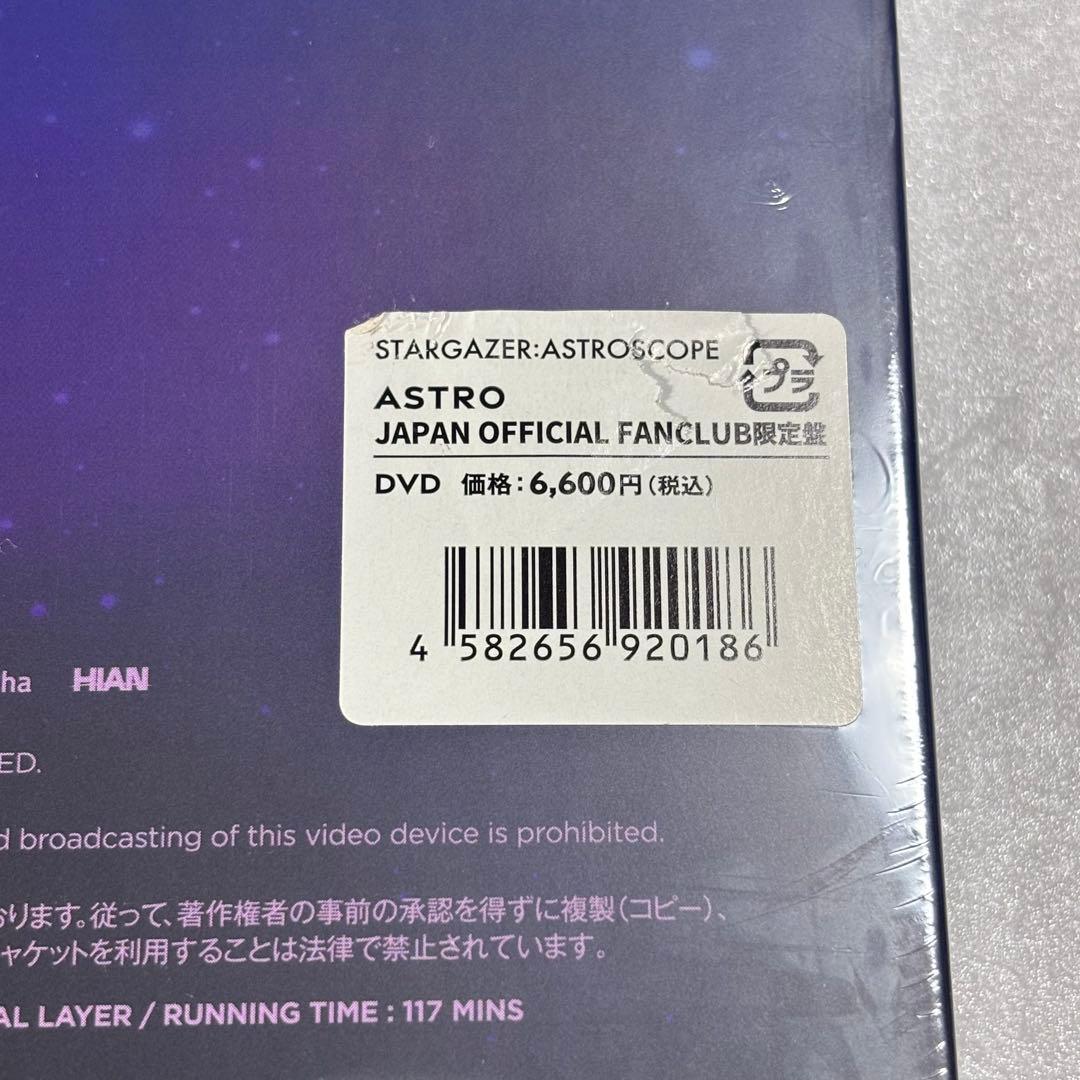 STARGAZER:ASTROSCOPE
プラ
ASTRO
JAPAN OFFICIAL FANCLUB限定盤
DVD 価格:6,600円(税込)
4 582656 920186
ha HIAN
ED.
d broadcasting of this video device is prohibited.
おります。従って、著作権者の事前の承認を得ずに複製(コピー)、
ャケットを利用することは法律で禁止されています。
AL LAYER / RUNNING TIME : 117 MINS